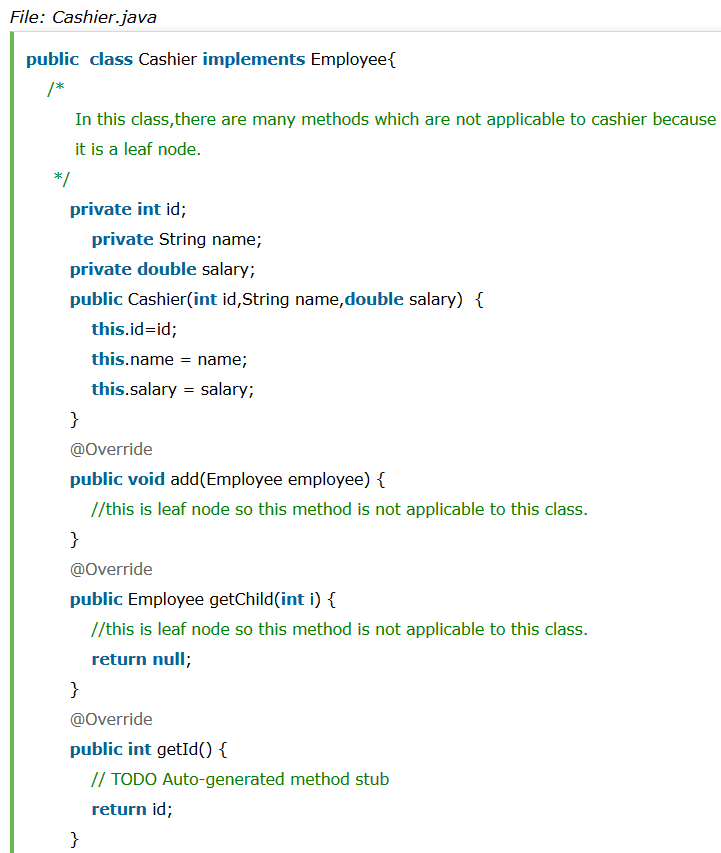 File: Cashier.java
public  class Cashier implements Employee{
/*
In this class,there are many methods which are not applicable to cashier because
it is a leaf node.
*/
private int id;
private String name;
private double salary;
public Cashier(int id,String name,double salary)  {
this.id=id;
this.name = name;
this.salary = salary;
}
@Override
public void add(Employee employee) {
//this is leaf node so this method is not applicable to this class.
}
@Override
public Employee getChild(int i) {
//this is leaf node so this method is not applicable to this class.
return null;
}
@Override
public int getId() {
// TODO Auto-generated method stub
return id;
}